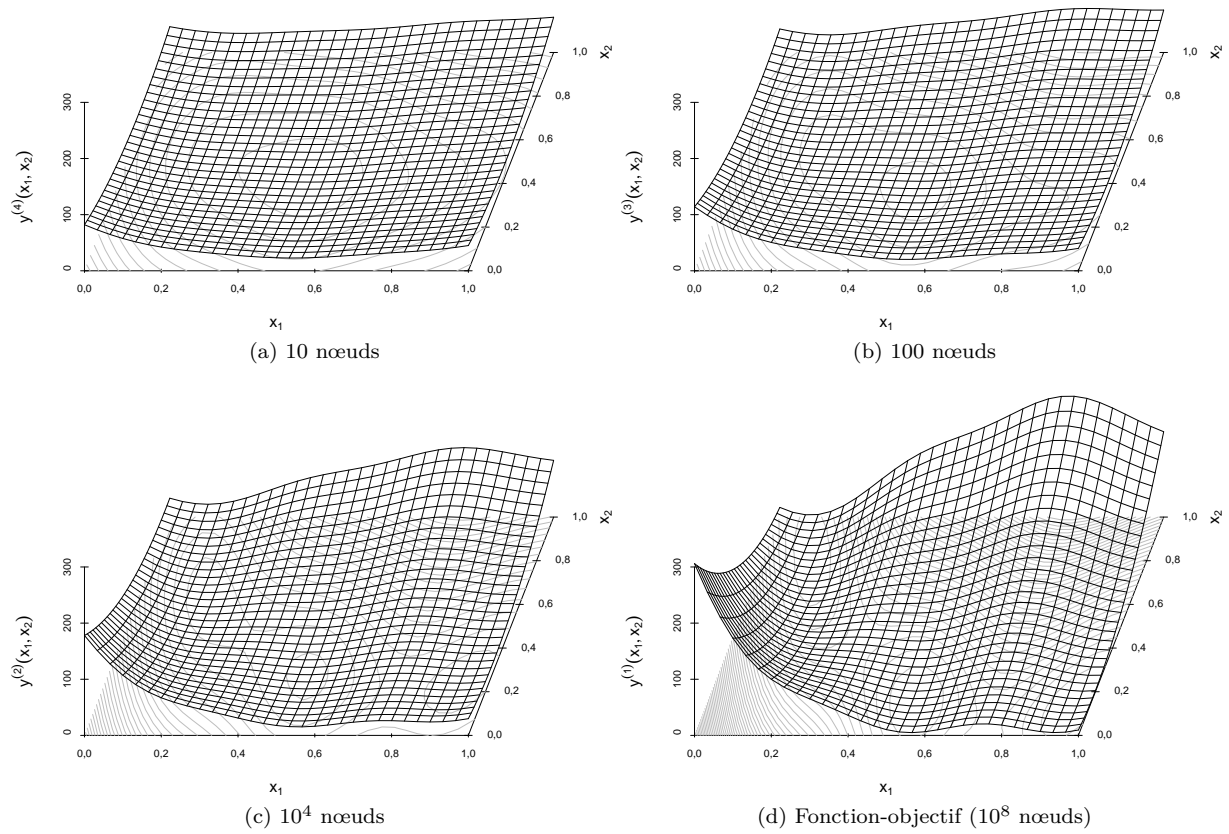 300
200
100
0
y(4)(x1, x2)
0,0 0,2 0,4 0,6 0,8 1,0
x1
0,0
0,2
0,4
0,6
0,8
1,0
x2
(a) 10 nœuds
300
200
100
0
y(3)(x1, x2)
0,0 0,2 0,4 0,6 0,8 1,0
x1
0,0
0,2
0,4
0,6
0,8
1,0
x2
(b) 100 nœuds
300
200
100
0
y(2)(x1, x2)
0,0 0,2 0,4 0,6 0,8 1,0
x1
0,0
0,2
0,4
0,6
0,8
1,0
x2
(c) 10⁴ nœuds
300
200
100
0
y(1)(x1, x2)
0,0 0,2 0,4 0,6 0,8 1,0
x1
0,0
0,2
0,4
0,6
0,8
1,0
x2
(d) Fonction-objectif (10⁸ nœuds)